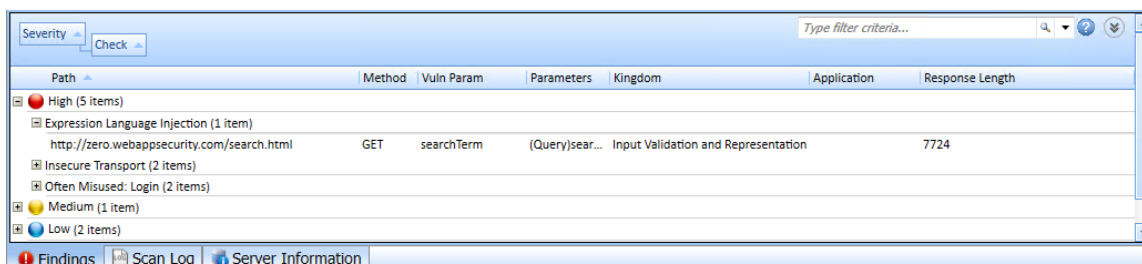 Severity
Check
Type filter criteria...
Path Method Vuln Param Parameters Kingdom Application Response Length
High (5 items)
Expression Language Injection (1 item)
http://zero.webappsecurity.com/search.html GET searchTerm (Query)sear... Input Validation and Representation 7724
Insecure Transport (2 items)
Often Misused: Login (2 items)
Medium (1 item)
Low (2 items)
Findings Scan Log Server Information